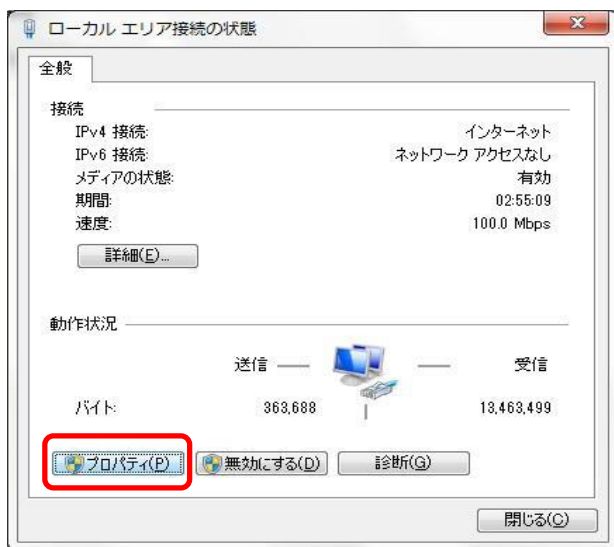 ローカル エリア接続の状態
全般
接続
IPv4 接続: インターネット
IPv6 接続: ネットワーク アクセスなし
メディアの状態: 有効
期間: 02:55:09
速度: 100.0 Mbps
詳細(E)...
動作状況
送信 受信
バイト: 363,688 13,463,499
プロパティ(P) 無効にする(D) 診断(G)
閉じる(C)